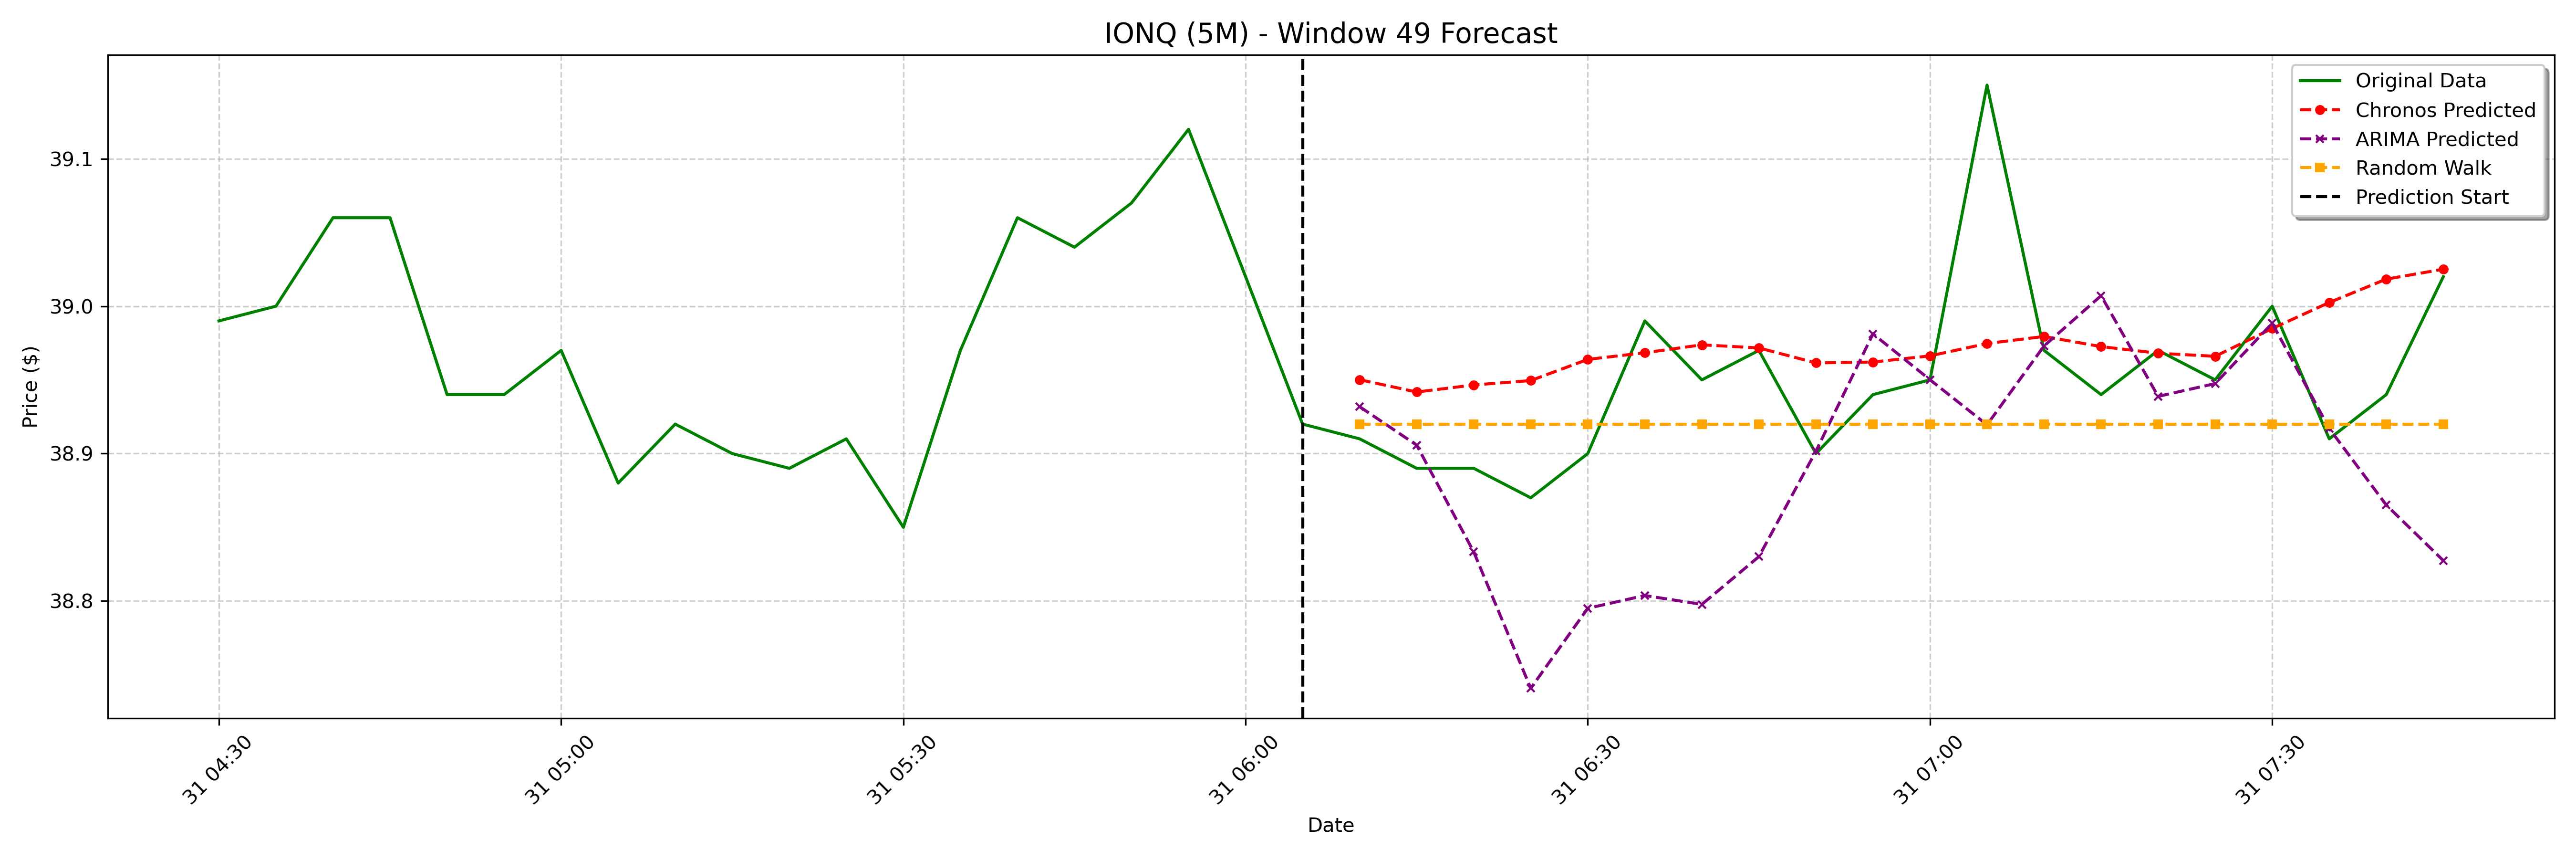 IONQ (5M) - Window 49 Forecast
Original Data
Chronos Predicted
ARIMA Predicted
Random Walk
Prediction Start
Price ($)
39.1
39.0
38.9
38.8
31 04:30
31 05:00
31 05:30
31 06:00
31 06:30
31 07:00
31 07:30
Date